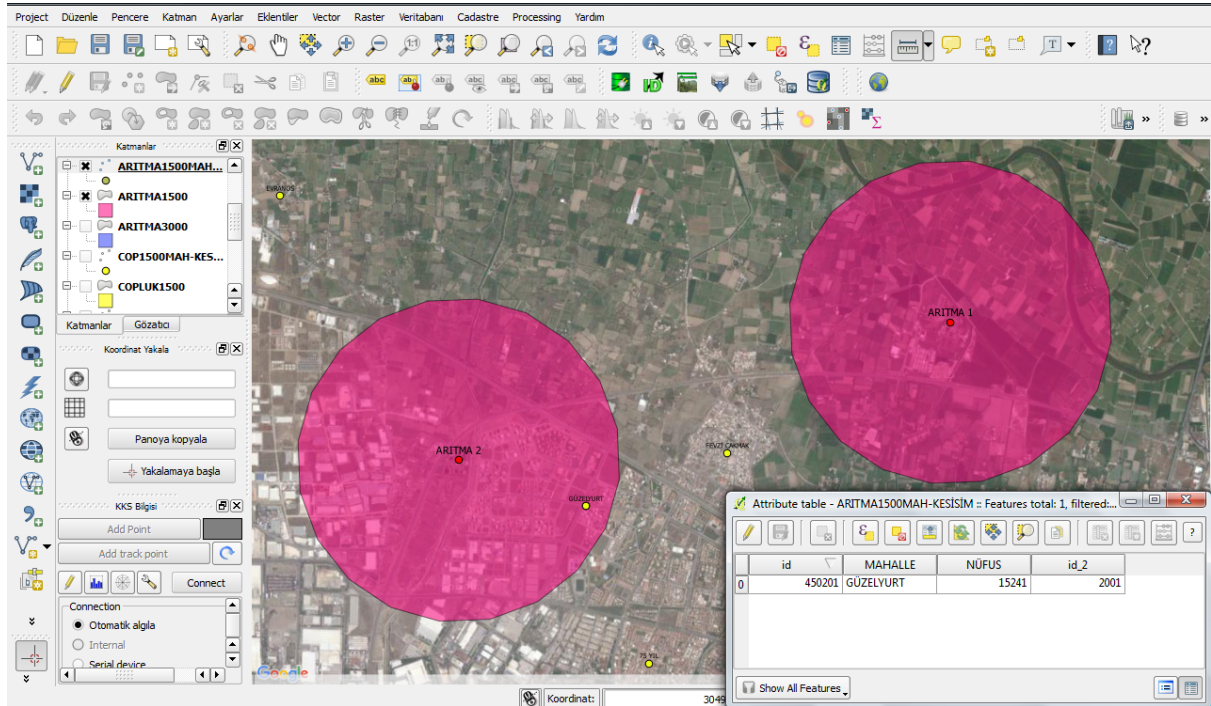 Project Düzenle Pencere Katman Ayarlar Eklentiler Vector Raster Veritabanı Cadastre Processing Yardım
Katmanlar
ARITMA1500MAH...
ARITMA1500
ARITMA3000
COP1500MAH-KES...
COPLUK1500
Katmanlar Gözatıcı
Koordinat Yakala
Panoya kopyala
Yakalamaya başla
KKS Bilgisi
Add Point
Add track point
Connect
Connection
Otomatik algıla
Internal
Serial device
EVRANOS
ARITMA 1
ARITMA 2
FEVZİ ÇAKMAK
GÜZELYURT
75 YIL
Google
Attribute table - ARITMA1500MAH-KESİSİM :: Features total: 1, filtered:...
id MAHALLE NÜFUS id_2
0 450201 GÜZELYURT 15241 2001
Show All Features
Koordinat: 3049